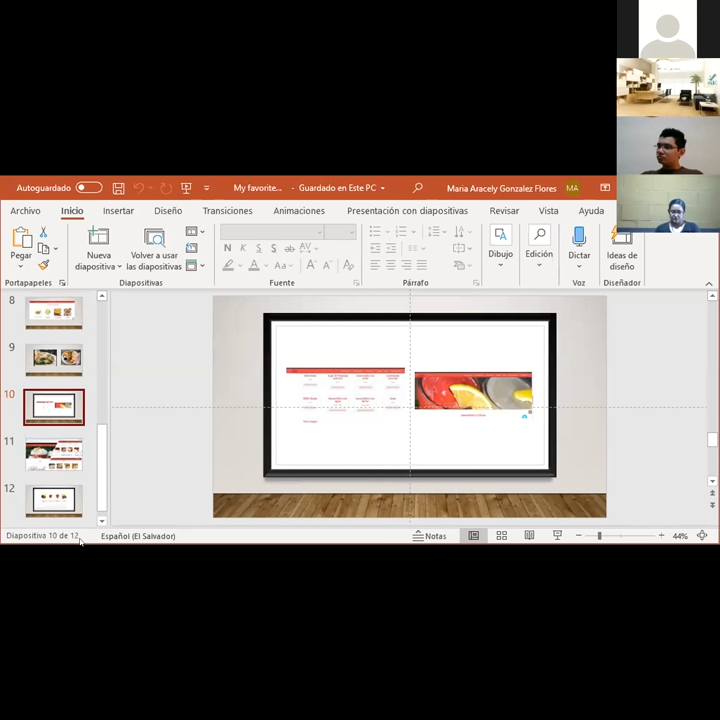 Autoguardado
My favorite... - Guardado en Este PC
Maria Aracely Gonzalez Flores
MA
Archivo Inicio Insertar Diseño Transiciones Animaciones Presentación con diapositivas Revisar Vista Ayuda
Pegar
Nueva diapositiva
Volver a usar las diapositivas
N K S S ab AV
Aa
A A
Dibujo
Edición
Dictar
Ideas de diseño
Portapapeles
Diapositivas
Fuente
Párrafo
Voz
Diseñador
8
9
10
11
12
Diapositiva 10 de 12
Español (El Salvador)
Notas
44%